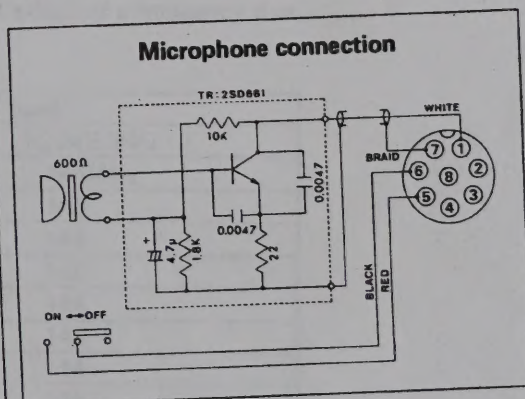 Microphone connection
TR:2SD661
10K
WHITE
600Ω
BRAID
7
1
6
8
2
5
4
3
0.0047
0.0047
+
4.7μ
1.8K
22
BLACK
RED
ON ↔ OFF